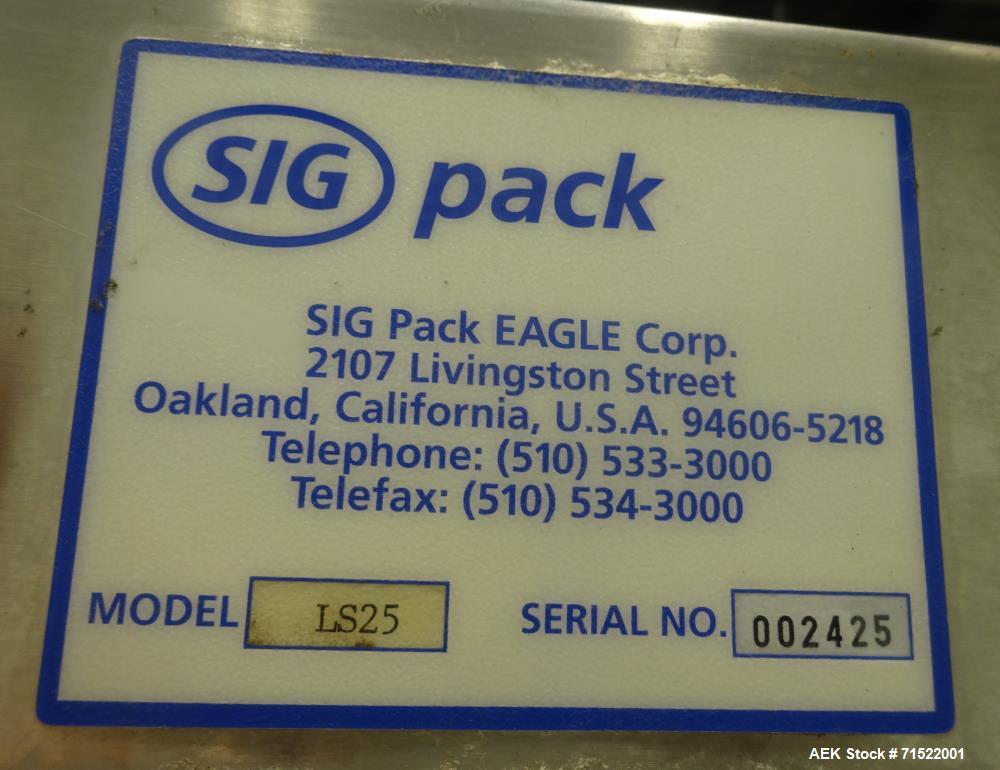 SIG pack
SIG Pack EAGLE Corp.
2107 Livingston Street
Oakland, California, U.S.A. 94606-5218
Telephone: (510) 533-3000
Telefax: (510) 534-3000
MODEL LS25 SERIAL NO. 002425
AEK Stock # 71522001